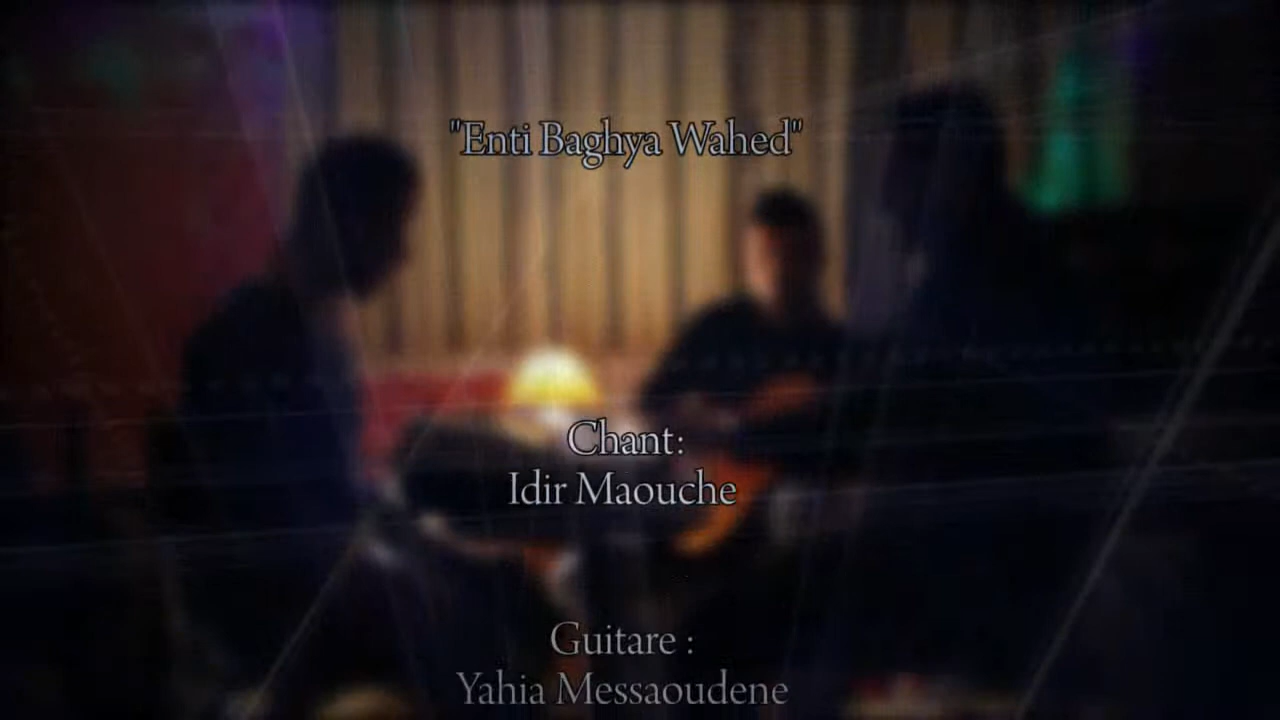 "Enti Baghya Wahed"
Chant:
Idir Maouche
Guitare :
Yahia Messaoudene